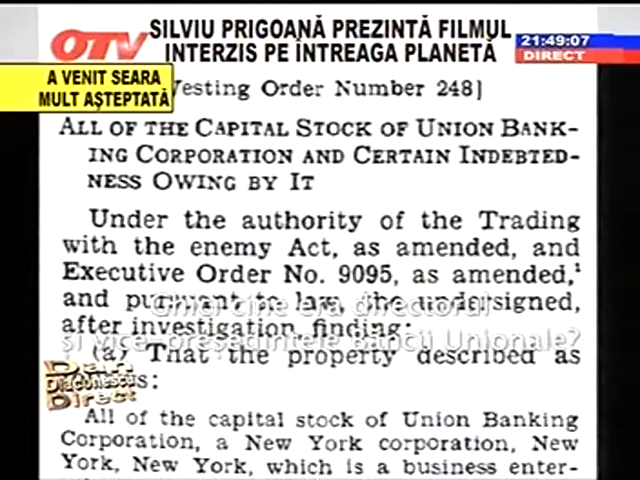 OTV
SILVIU PRIGOANĂ PREZINTĂ FILMUL
INTERZIS PE ÎNTREAGA PLANETĂ
21:49:07
DIRECT
A VENIT SEARA
MULT AȘTEPTATĂ
Vesting Order Number 248]
ALL OF THE CAPITAL STOCK OF UNION BANK-
ING CORPORATION AND CERTAIN INDEBTED-
NESS OWING BY IT
Under the authority of the Trading
with the enemy Act, as amended, and
Executive Order No. 9095, as amended,¹
and pursuant to law, the undersigned,
after investigation, finding:
Ghici cine era directorul
și vice-președintele Băncii Unionale?
(a) That the property described as
Dan
Diaconescu
Direct
All of the capital stock of Union Banking
Corporation, a New York corporation, New
York, New York, which is a business enter-